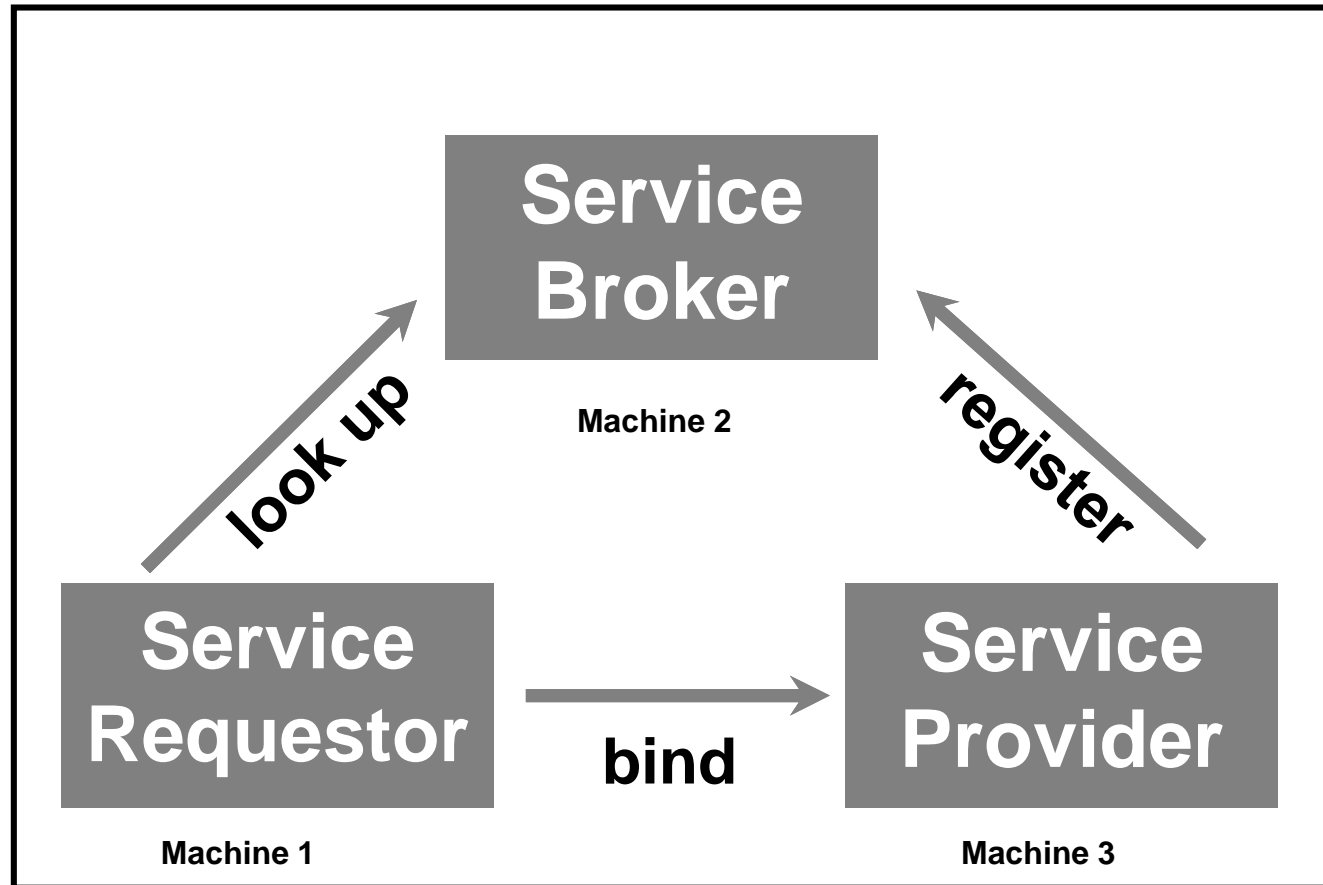 Service
Broker
Machine 2
look up
register
Service
Requestor
bind
Service
Provider
Machine 1
Machine 3